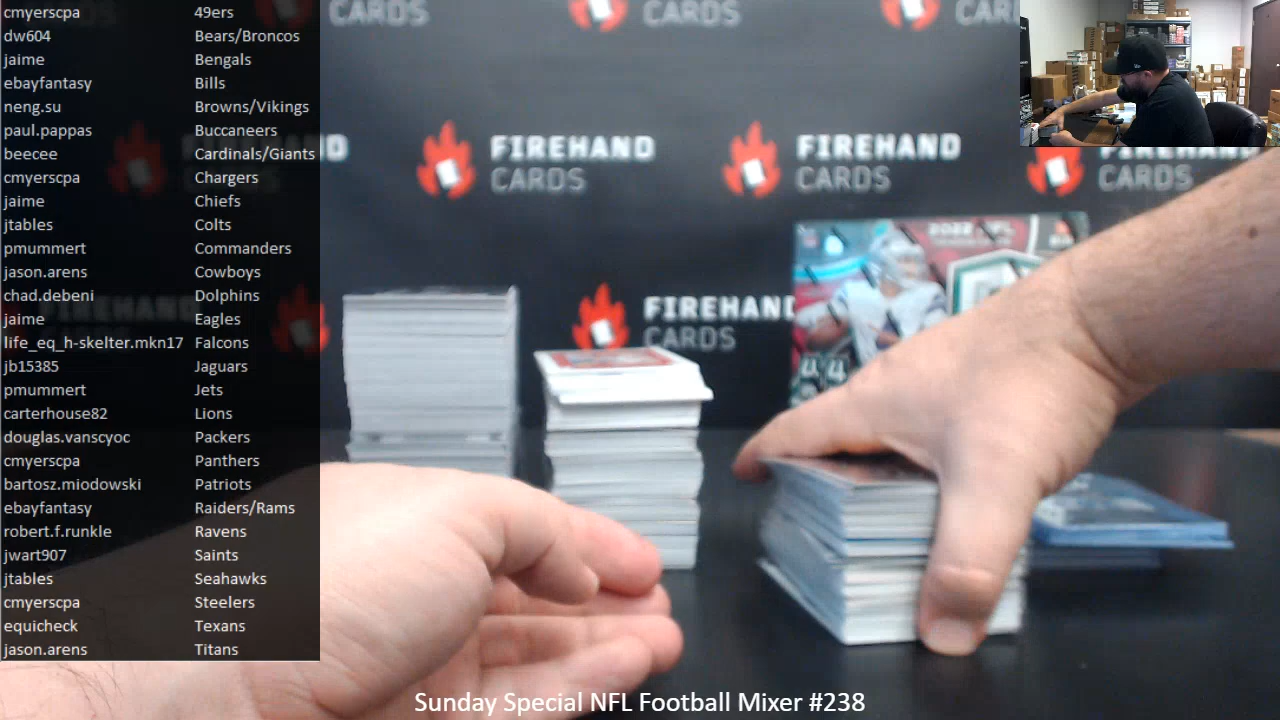 cmyerscpa 49ers
dw604 Bears/Broncos
jaime Bengals
ebayfantasy Bills
neng.su Browns/Vikings
paul.pappas Buccaneers
beecee Cardinals/Giants
cmyerscpa Chargers
jaime Chiefs
jtables Colts
pmummert Commanders
jason.arens Cowboys
chad.debeni Dolphins
jaime Eagles
life_eq_h-skelter.mkn17 Falcons
jb15385 Jaguars
pmummert Jets
carterhouse82 Lions
douglas.vanscyoc Packers
cmyerscpa Panthers
bartosz.miodowski Patriots
ebayfantasy Raiders/Rams
robert.f.runkle Ravens
jwart907 Saints
jtables Seahawks
cmyerscpa Steelers
equicheck Texans
jason.arens Titans
CARDS
CARDS
CARDS
FIREHAND
CARDS
FIREHAND
CARDS
CARDS
FIREHAND
CARDS
2022 NFL
Sunday Special NFL Football Mixer #238